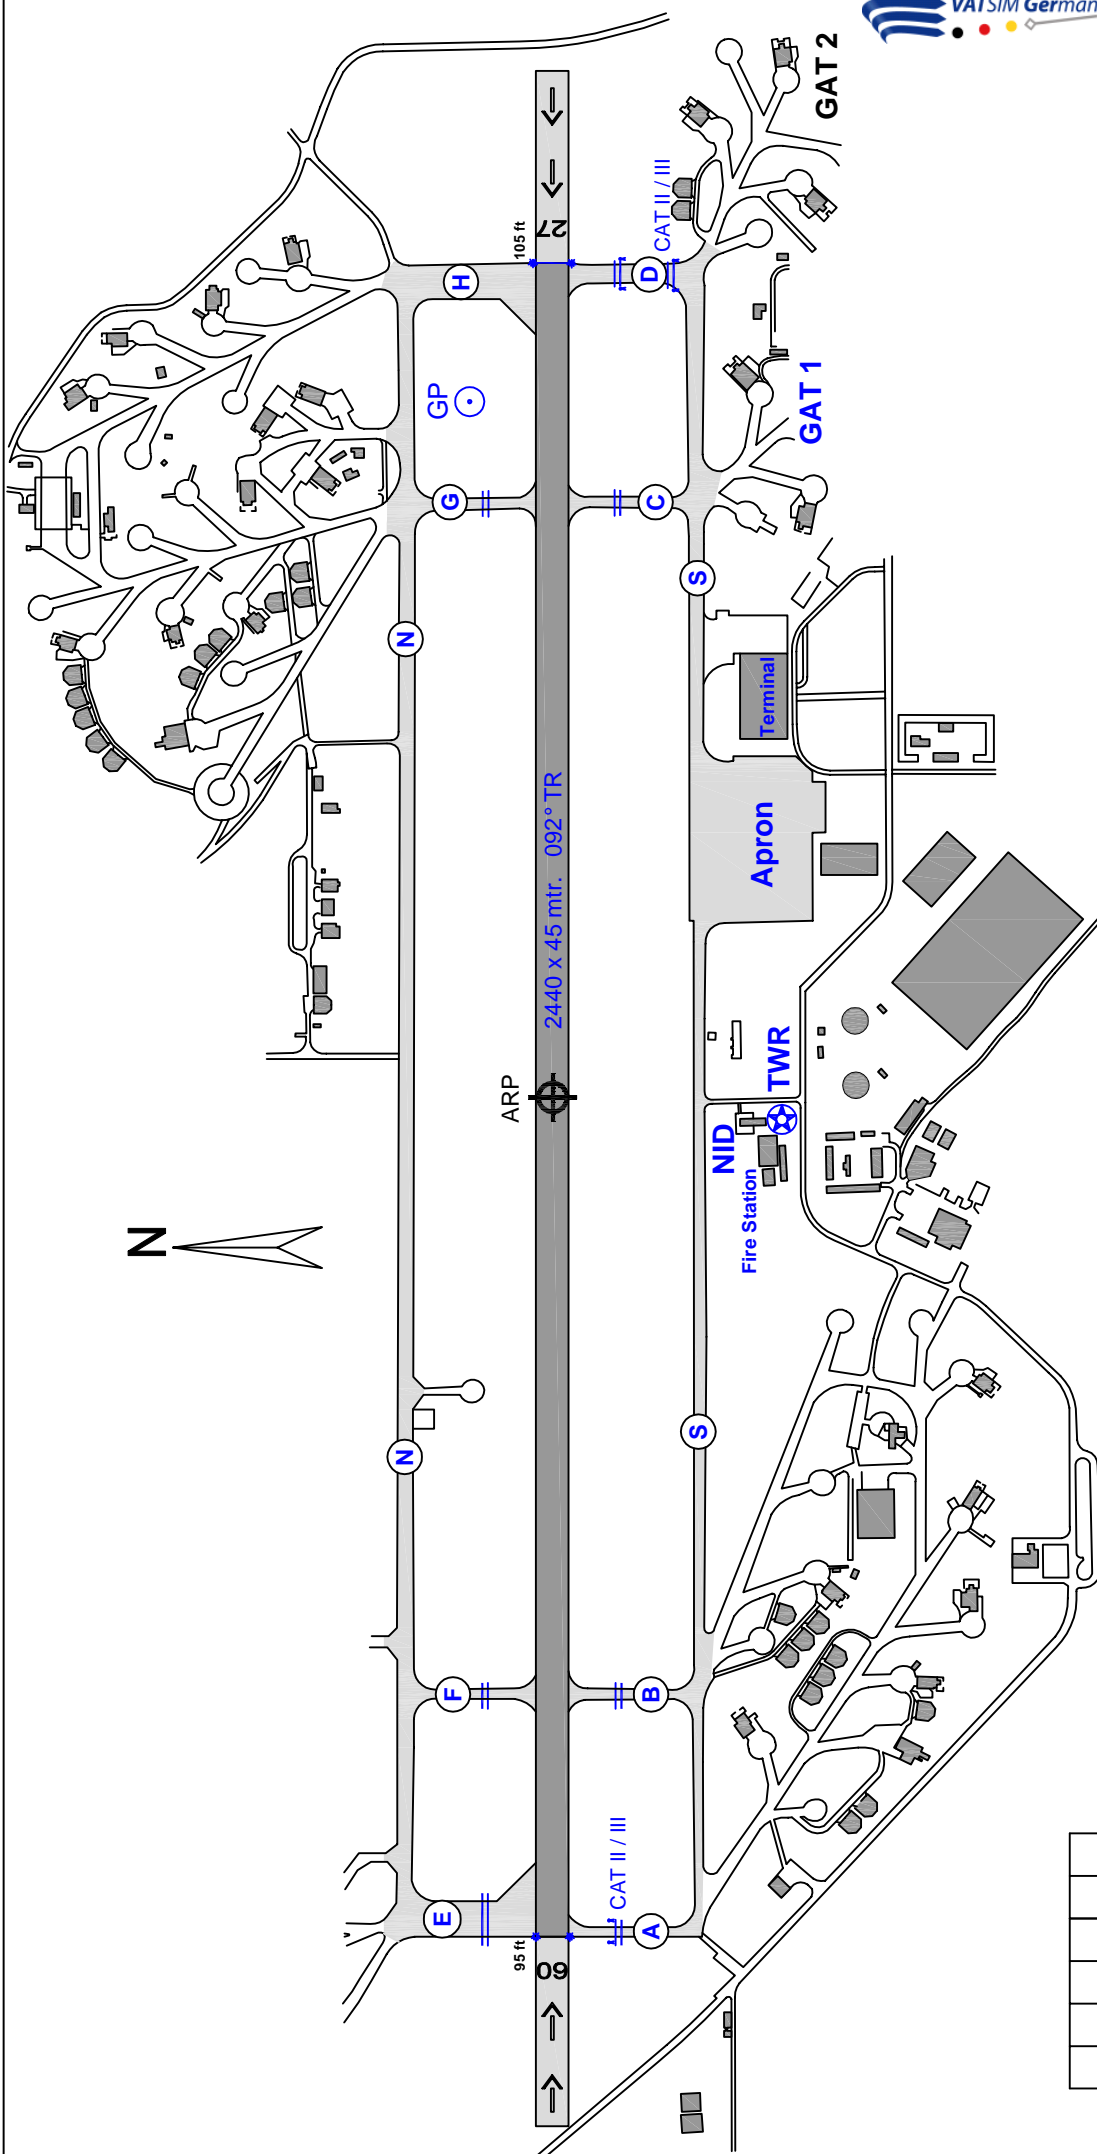 VATSIM German
GAT 2
CAT II / III
27
105 ft
D
H
GP
GAT 1
G
C
S
N
Terminal
Apron
2440 x 45 mtr. 092° TR
ARP
TWR
NID
Fire Station
N
N
S
F
B
CAT II / III
E
A
95 ft
09